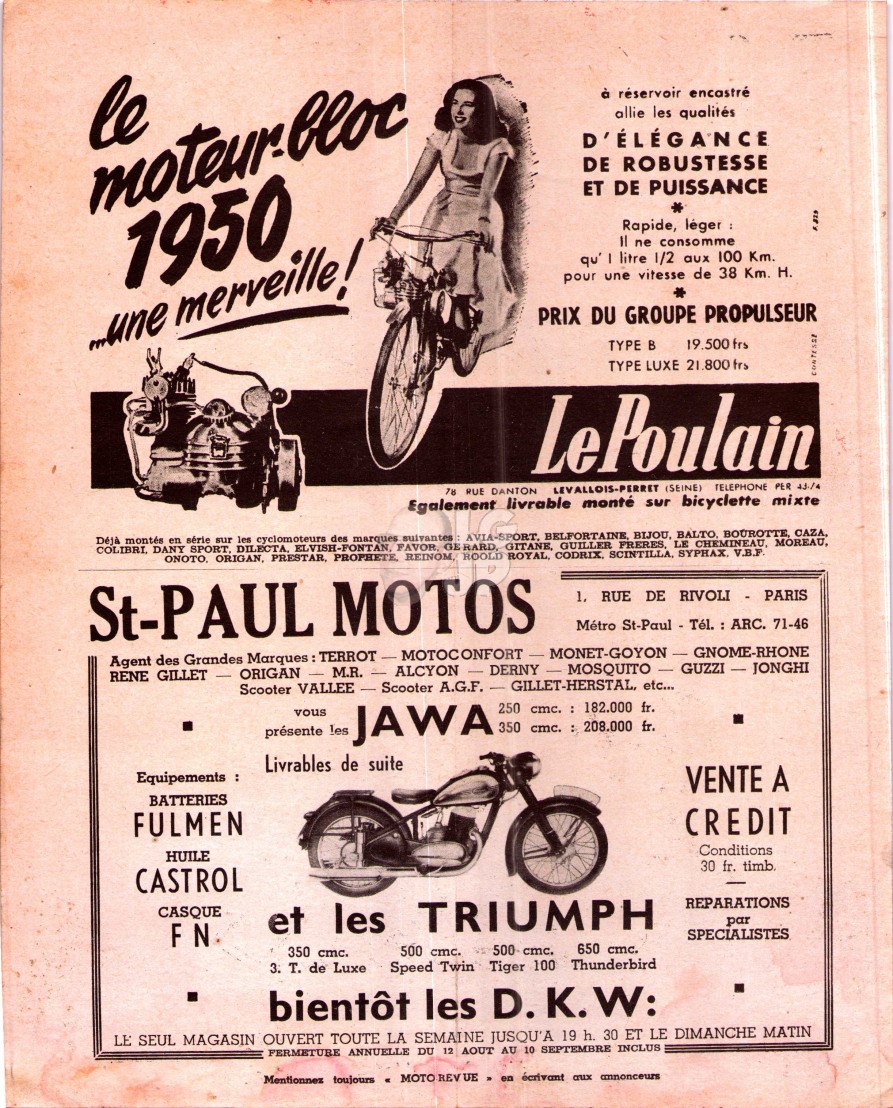 le
moteur-bloc
1950
...une merveille!
à réservoir encastré
allie les qualités
D'ÉLÉGANCE
DE ROBUSTESSE
ET DE PUISSANCE
*
Rapide, léger :
Il ne consomme
qu'1 litre 1/2 aux 100 Km.
pour une vitesse de 38 Km. H.
*
PRIX DU GROUPE PROPULSEUR
TYPE B 19.500 frs
TYPE LUXE 21.800 frs
CONTESSE
Le Poulain
78 RUE DANTON LEVALLOIS-PERRET (SEINE) TELEPHONE PER 43-74
Egalement livrable monté sur bicyclette mixte
Déjà montés en série sur les cyclomoteurs des marques suivantes : AVIA-SPORT, BELFORTAINE, BIJOU, BALTO, BOUROTTE, CAZA,
COLIBRI, DANY SPORT, DILECTA, ELVISH-FONTAN, FAVOR, GERARD, GITANE, GUILLER FRERES, LE CHEMINEAU, MOREAU,
ONOTO, ORIGAN, PRESTAR, PROPHETE, REINOM, ROOLD ROYAL, CODRIX, SCINTILLA, SYPHAX, V.B.F.
St-PAUL MOTOS
1, RUE DE RIVOLI - PARIS
Métro St-Paul - Tél. : ARC. 71-46
Agent des Grandes Marques : TERROT — MOTOCONFORT — MONET-GOYON — GNOME-RHONE
RENE GILLET — ORIGAN — M.R. — ALCYON — DERNY — MOSQUITO — GUZZI — JONGHI
Scooter VALLEE — Scooter A.G.F. — GILLET-HERSTAL, etc...
vous
présente les JAWA
250 cmc. : 182.000 fr.
350 cmc. : 208.000 fr.
Livrables de suite
Equipements :
BATTERIES
FULMEN
HUILE
CASTROL
CASQUE
FN
VENTE A
CREDIT
Conditions
30 fr. timb.
REPARATIONS
par
SPECIALISTES
et les TRIUMPH
350 cmc. 500 cmc. 500 cmc. 650 cmc.
3. T. de Luxe Speed Twin Tiger 100 Thunderbird
bientôt les D.K.W:
LE SEUL MAGASIN OUVERT TOUTE LA SEMAINE JUSQU'A 19 h. 30 ET LE DIMANCHE MATIN
FERMETURE ANNUELLE DU 12 AOUT AU 10 SEPTEMBRE INCLUS
Mentionnez toujours « MOTO REVUE » en écrivant aux annonceurs